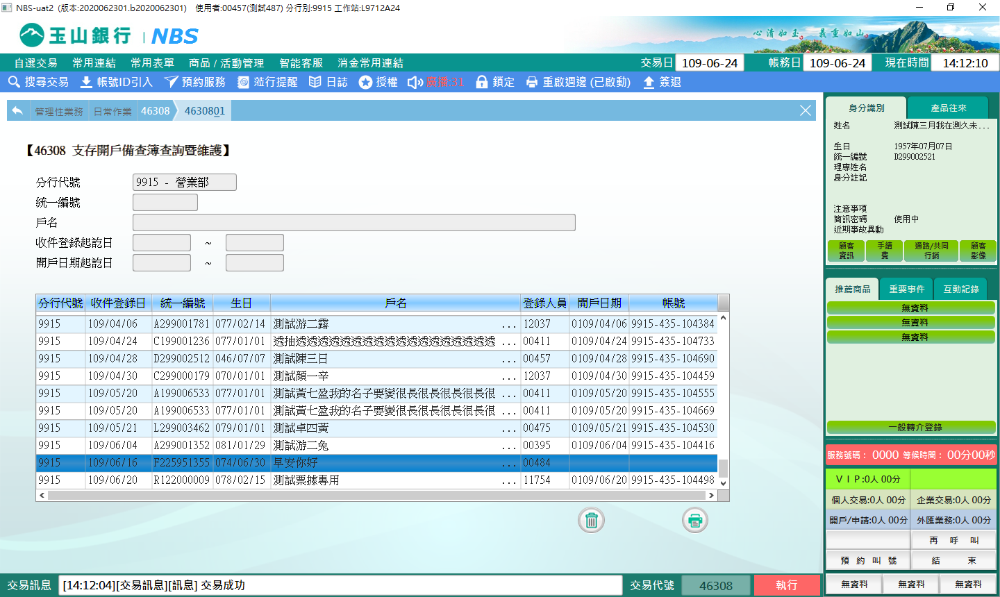 NBS-uat2 (版本:2020062301.b2020062301) 使用者:00457(測試487) 分行別:9915 工作站:L9712A24
玉山銀行 | NBS
心清如玉。義重如山。
自選交易 常用連結 常用表單 商品 / 活動管理 智能客服 消金常用連結 交易日 109-06-24 帳務日 109-06-24 現在時間 14:12:10
搜尋交易 帳號ID引入 預約服務 蒞行提醒 日誌 授權 廣播:31 鎖定 重啟週邊 (已啟動) 簽退
管理性業務 日常作業 46308 4630801
【46308 支存開戶備查簿查詢暨維護】
分行代號 9915 - 營業部
統一編號
戶名
收件登錄起訖日 ~
開戶日期起訖日 ~
分行代號 收件登錄日 統一編號 生日 戶名 登錄人員 開戶日期 帳號
9915 109/04/06 A299001781 077/02/14 測試游二露 ... 12037 0109/04/06 9915-435-104384
9915 109/04/24 C199001236 077/01/01 透抽透透透透透透透透透透透透透透透透透透 ... 00411 0109/04/24 9915-435-104733
9915 109/04/28 D299002512 046/07/07 測試陳三日 ... 00457 0109/04/28 9915-435-104690
9915 109/04/30 C299000179 070/01/01 測試顏一辛 ... 12037 0109/04/30 9915-435-104459
9915 109/05/20 A199006533 077/01/01 測試黃七盈我的名子要變很長很長很長很長很 ... 00411 0109/05/20 9915-435-104555
9915 109/05/20 A199006533 077/01/01 測試黃七盈我的名子要變很長很長很長很長很 ... 00411 0109/05/20 9915-435-104669
9915 109/05/21 L299003462 079/01/01 測試卓四黃 ... 00475 0109/05/21 9915-435-104530
9915 109/06/04 A299001352 081/01/29 測試游二兔 ... 00395 0109/06/04 9915-435-104416
9915 109/06/16 F225951355 074/06/30 早安你好 ... 00484
9915 109/06/20 R122000009 078/02/15 測試票據專用 ... 11754 0109/06/20 9915-435-104498
交易訊息 [14:12:04][交易訊息][訊息] 交易成功 交易代號 46308 執行
身分識別 產品往來
姓名 測試陳三月我在測久未...
生日 1957年07月07日
統一編號 D299002521
理專姓名
身分註記
注意事項
簡訊密碼 使用中
近期事故異動
顧客資訊 手續費 通路/共同行銷 顧客影像
推薦商品 重要事件 互動記錄
無資料
無資料
無資料
一般轉介登錄
服務號碼： 0000 等候時間： 00分00秒
ＶＩＰ:0人 00分
個人交易:0人 00分 企業交易:0人 00分
開戶/申請:0人 00分 外匯業務:0人 00分
再 呼 叫
預 約 叫 號 結 束
無資料 無資料 無資料